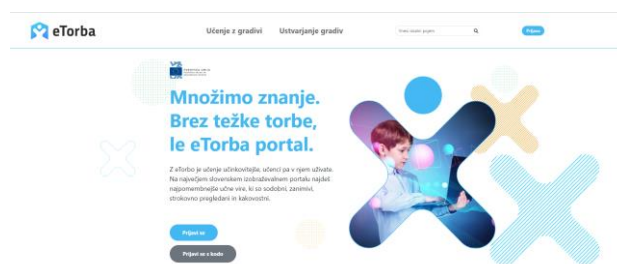 eTorba
Učenje z gradivi
Ustvarjanje gradiv
Množimo znanje.
Brez težke torbe,
le eTorba portal.
Z eTorbo je učenje učinkovitejše, učenci pa v njem uživate.
Na največjem slovenskem izobraževalnem portalu najdeš
najpomembnejše učne vire, ki so sodobni, zanimivi,
strokovno pregledani in kakovostni.
Prijavi se
Prijavi se s kodo